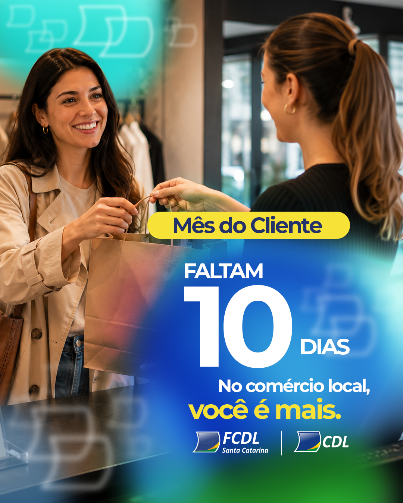 Mês do Cliente
FALTAM
10
DIAS
No comércio local,
você é mais.
FCDL
Santa Catarina
CDL